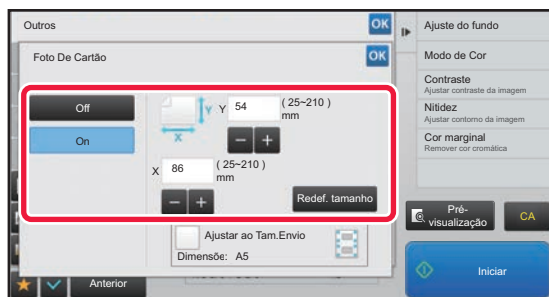 Outros
OK
Foto De Cartão
OK
Off
On
Y
X
Y 54 ( 25~210 )
mm
X 86 ( 25~210 )
mm
Redef. tamanho
Ajustar ao Tam.Envio
Dimensõe: A5
Anterior
Ajuste do fundo
Modo de Cor
Contraste
Ajustar contraste da imagem
Nitidez
Ajustar contorno da imagem
Cor marginal
Remover cor cromática
Pré-
visualização
CA
Iniciar